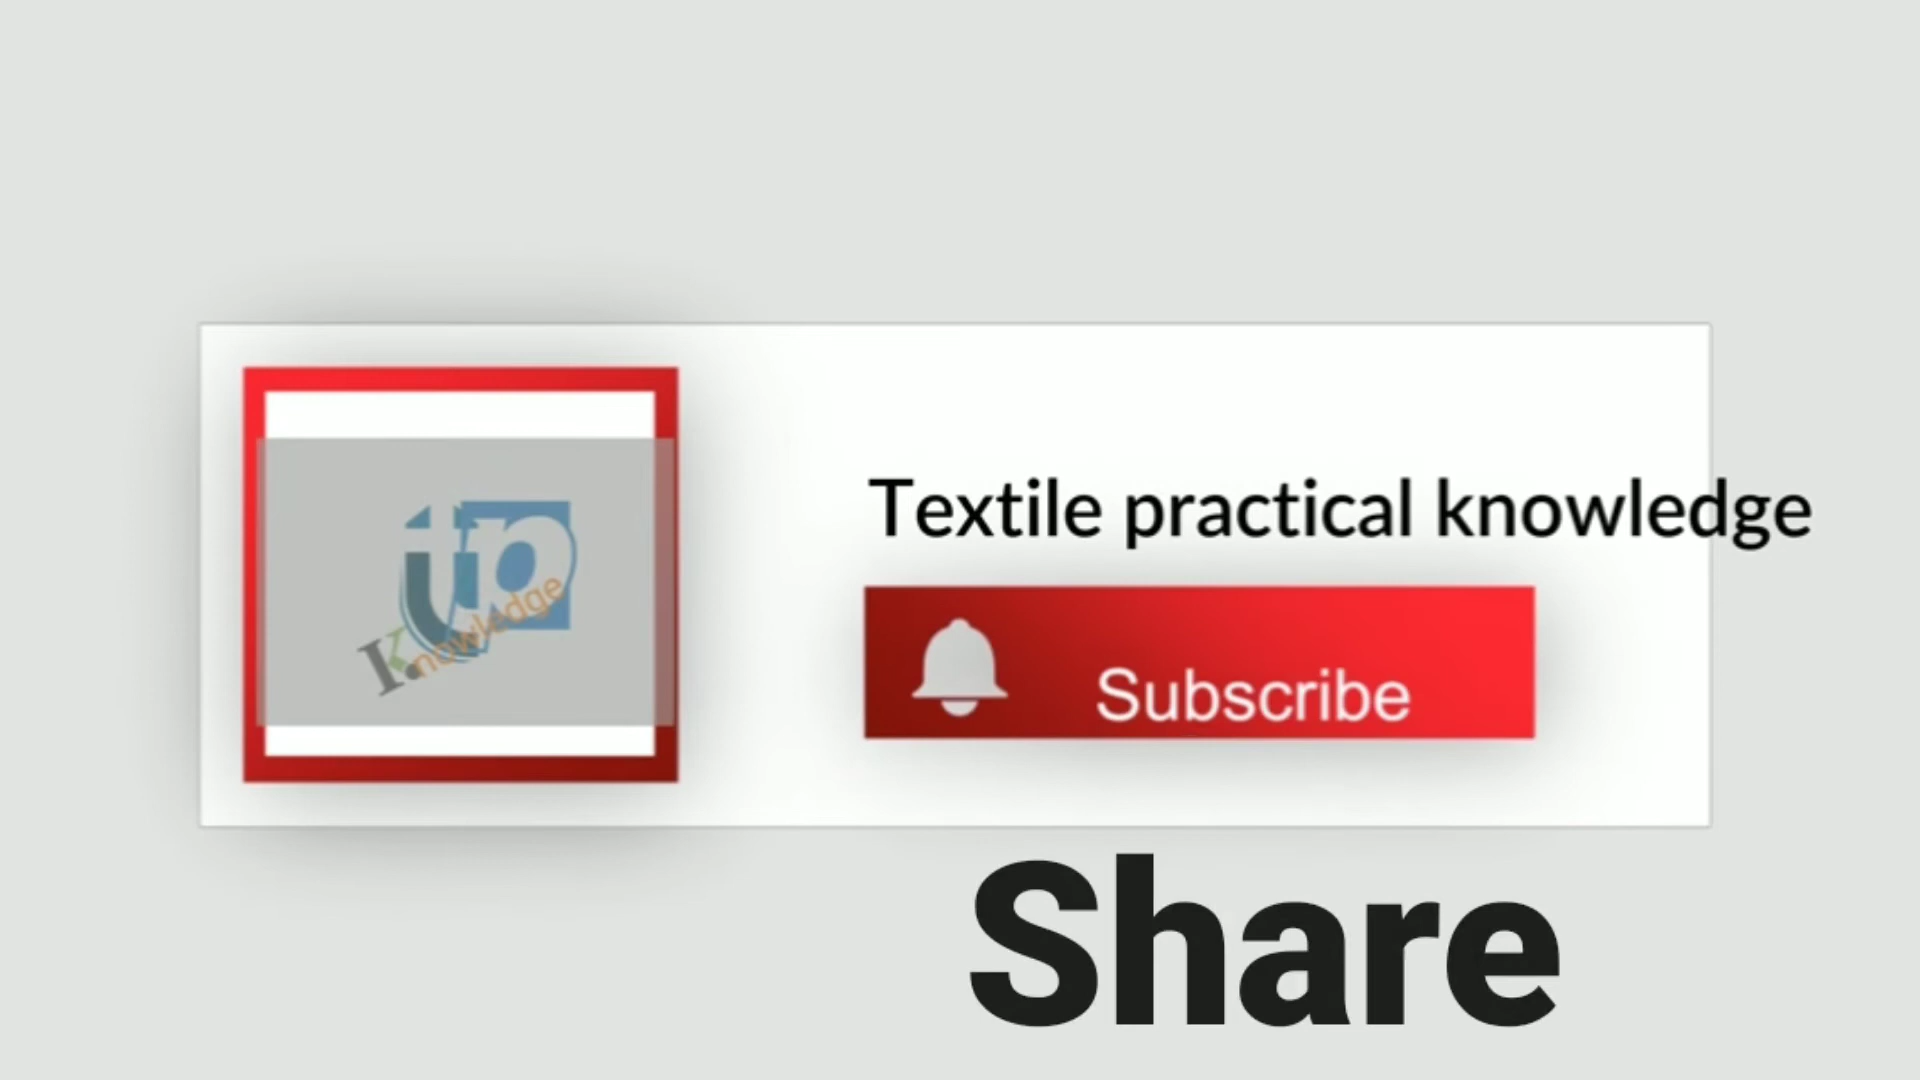 tp
Knowledge
Textile practical knowledge
Subscribe
Share